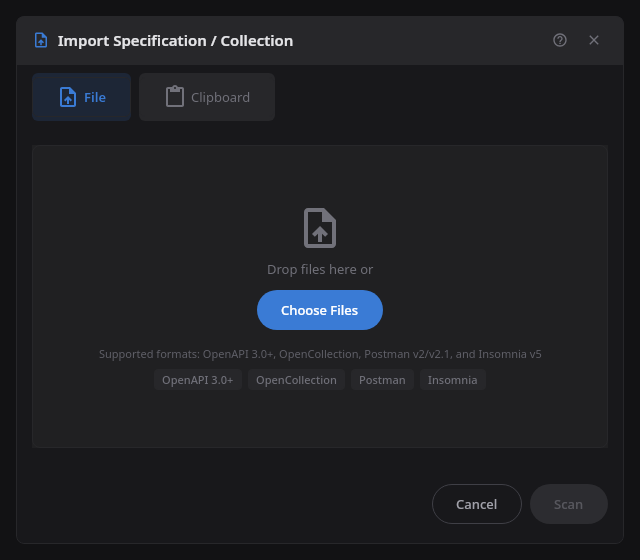 Import Specification / Collection
File
Clipboard
Drop files here or
Choose Files
Supported formats: OpenAPI 3.0+, OpenCollection, Postman v2/v2.1, and Insomnia v5
OpenAPI 3.0+ OpenCollection Postman Insomnia
Cancel Scan